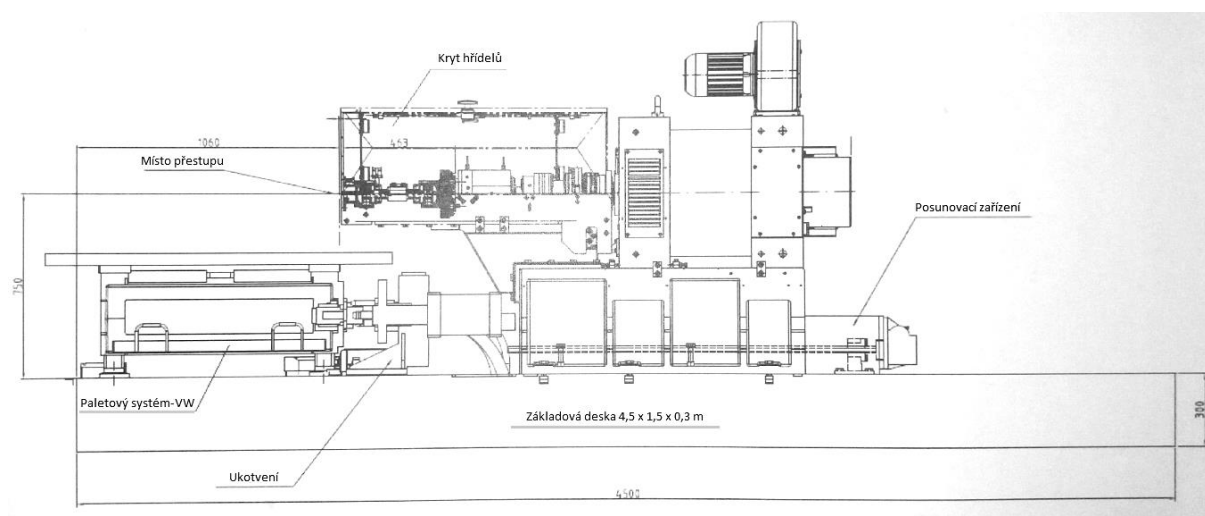 Kryt hřídelů
1060
463
Místo přestupu
Posunovací zařízení
750
Paletový systém-VW
Základová deska 4,5 x 1,5 x 0,3 m
300
Ukotvení
4500